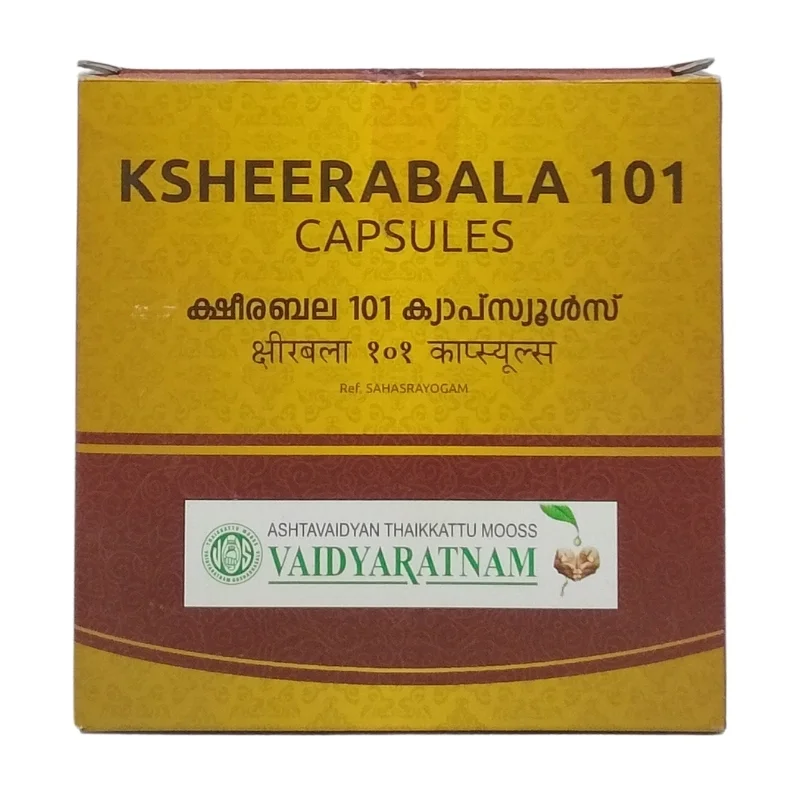 KSHEERABALA 101
CAPSULES
ക്ഷീരബല 101 ക്യാപ്സ്യൂൾസ്
क्षीरबला १०१ काप्स्यूल्स
Ref. SAHASRAYOGAM
ASHTAVAIDYAN THAIKKATTU MOOSS
VAIDYARATNAM